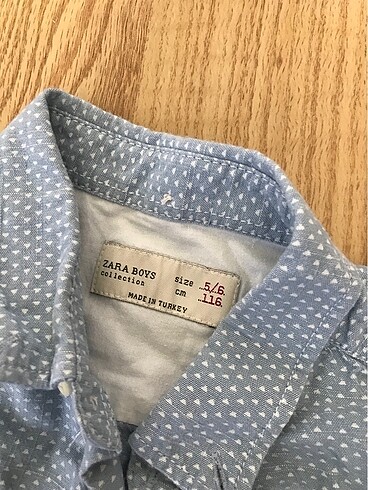 ZARA BOYS
collection
size 5/6
cm 116
MADE IN TURKEY